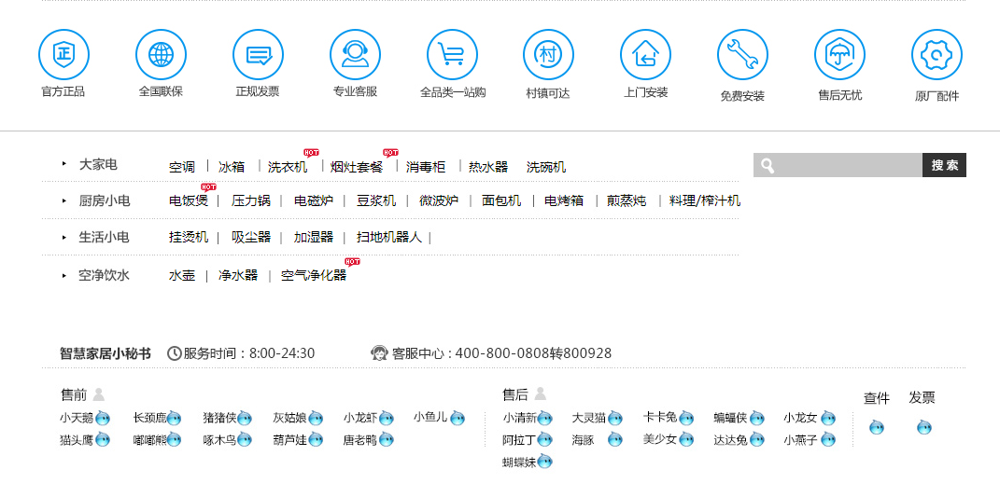 正 村
官方正品 全国联保 正规发票 专业客服 全品类一站购 村镇可达 上门安装 免费安装 售后无忧 原厂配件
HOT HOT
大家电 空调 | 冰箱 | 洗衣机 | 烟灶套餐 | 消毒柜 | 热水器 洗碗机 搜 索
HOT
厨房小电 电饭煲 | 压力锅 | 电磁炉 | 豆浆机 | 微波炉 | 面包机 | 电烤箱 | 煎蒸炖 | 料理/榨汁机
生活小电 挂烫机 | 吸尘器 | 加湿器 | 扫地机器人 |
HOT
空净饮水 水壶 | 净水器 | 空气净化器
智慧家居小秘书 服务时间：8:00-24:30 客服中心：400-800-0808转800928
售前 售后 查件 发票
小天鹅 长颈鹿 猪猪侠 灰姑娘 小龙虾 小鱼儿 小清新 大灵猫 卡卡兔 蝙蝠侠 小龙女
猫头鹰 嘟嘟熊 啄木鸟 葫芦娃 唐老鸭 阿拉丁 海豚 美少女 达达兔 小燕子
蝴蝶妹